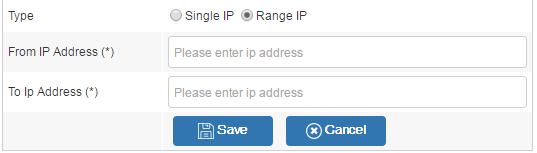 Type Single IP Range IP
From IP Address (*) Please enter ip address
To Ip Address (*) Please enter ip address
Save Cancel